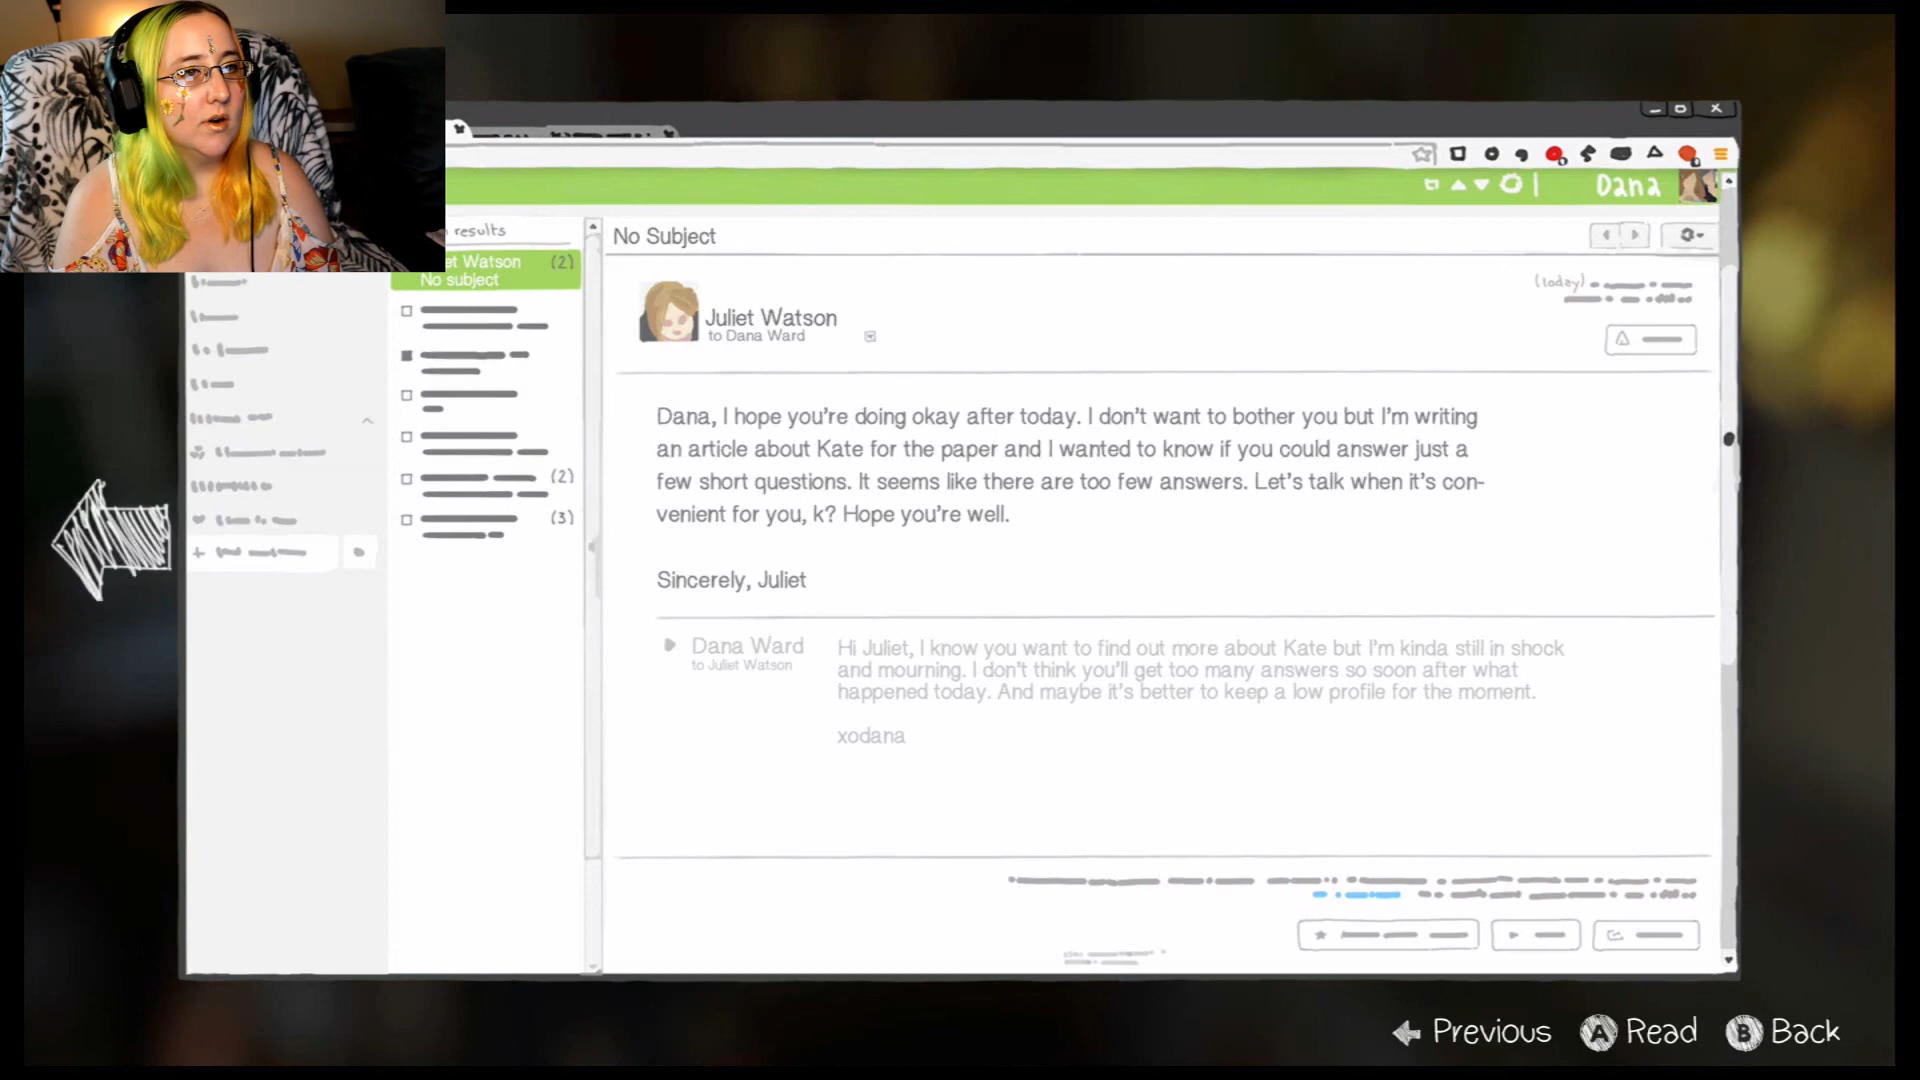 Dana
results
No Subject
et Watson (2)
No subject
(today)
Juliet Watson
to Dana Ward
Dana, I hope you're doing okay after today. I don't want to bother you but I'm writing
an article about Kate for the paper and I wanted to know if you could answer just a
few short questions. It seems like there are too few answers. Let's talk when it's con-
venient for you, k? Hope you're well.
(2)
(3)
Sincerely, Juliet
Dana Ward
to Juliet Watson
Hi Juliet, I know you want to find out more about Kate but I'm kinda still in shock
and mourning. I don't think you'll get too many answers so soon after what
happened today. And maybe it's better to keep a low profile for the moment.
xodana
Previous A Read B Back